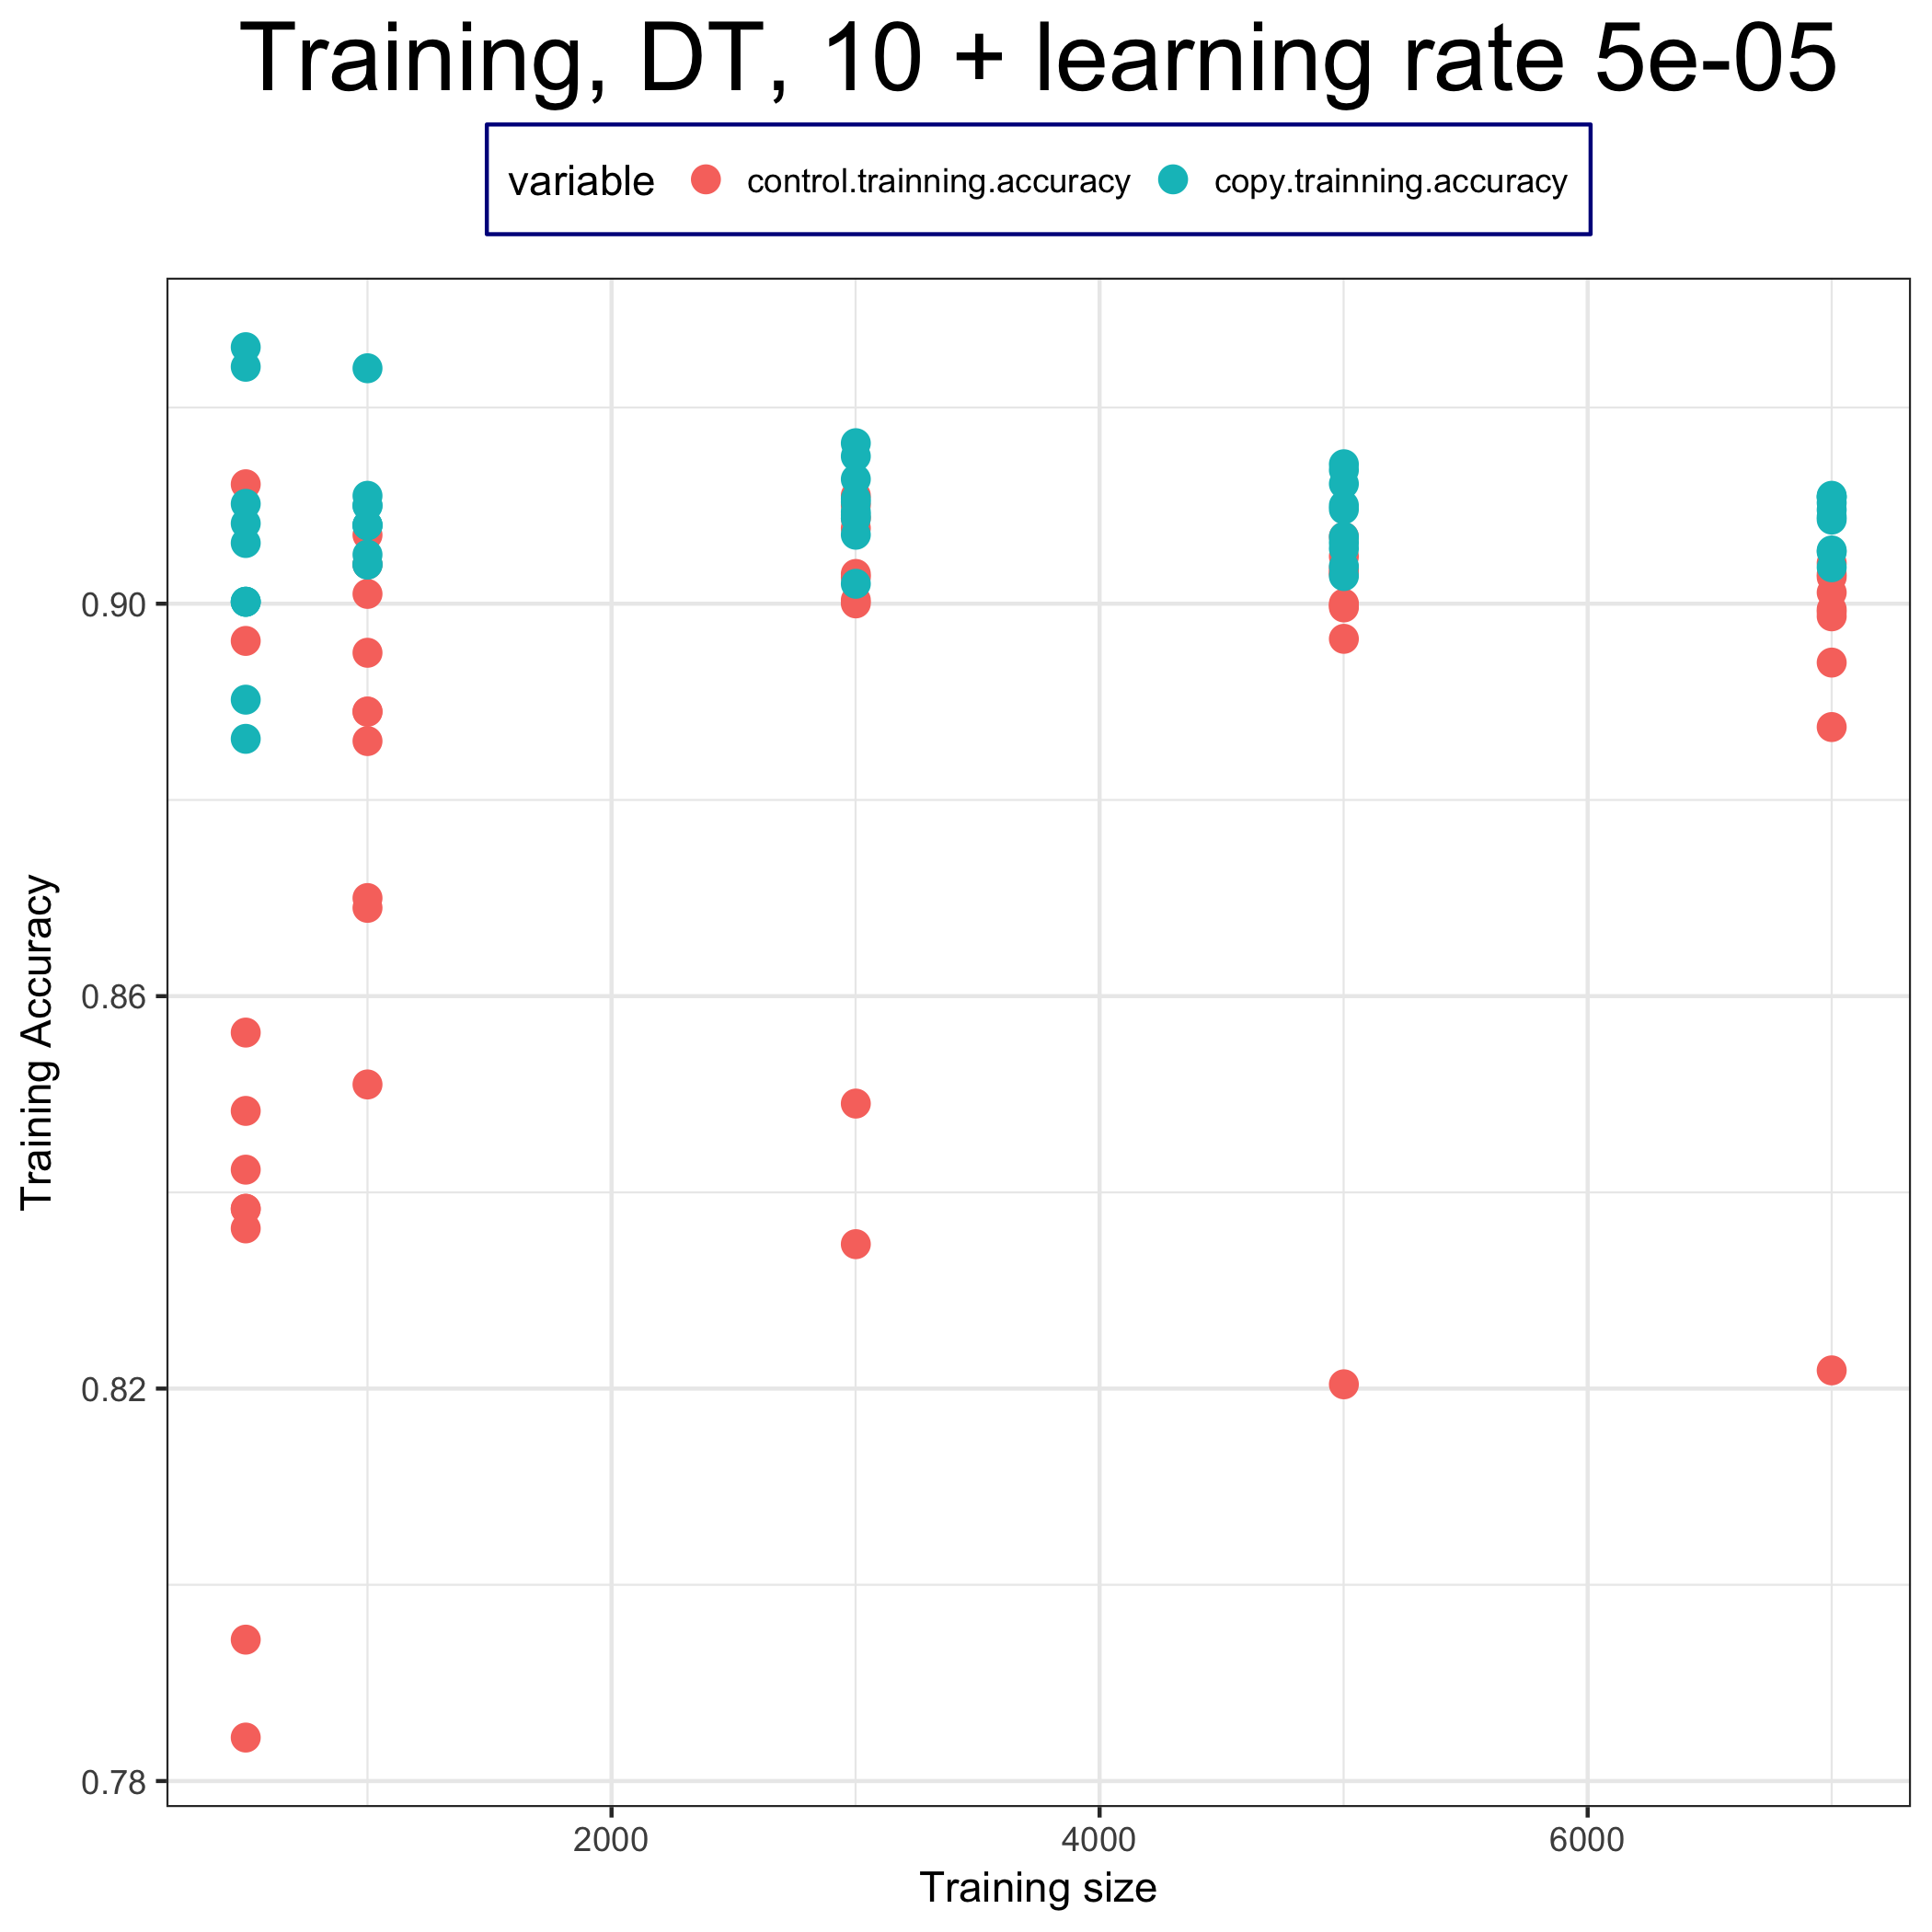 Training, DT, 10 + learning rate 5e-05
variable control.trainning.accuracy copy.trainning.accuracy
0.90
0.86
0.82
0.78
Training Accuracy
2000 4000 6000
Training size